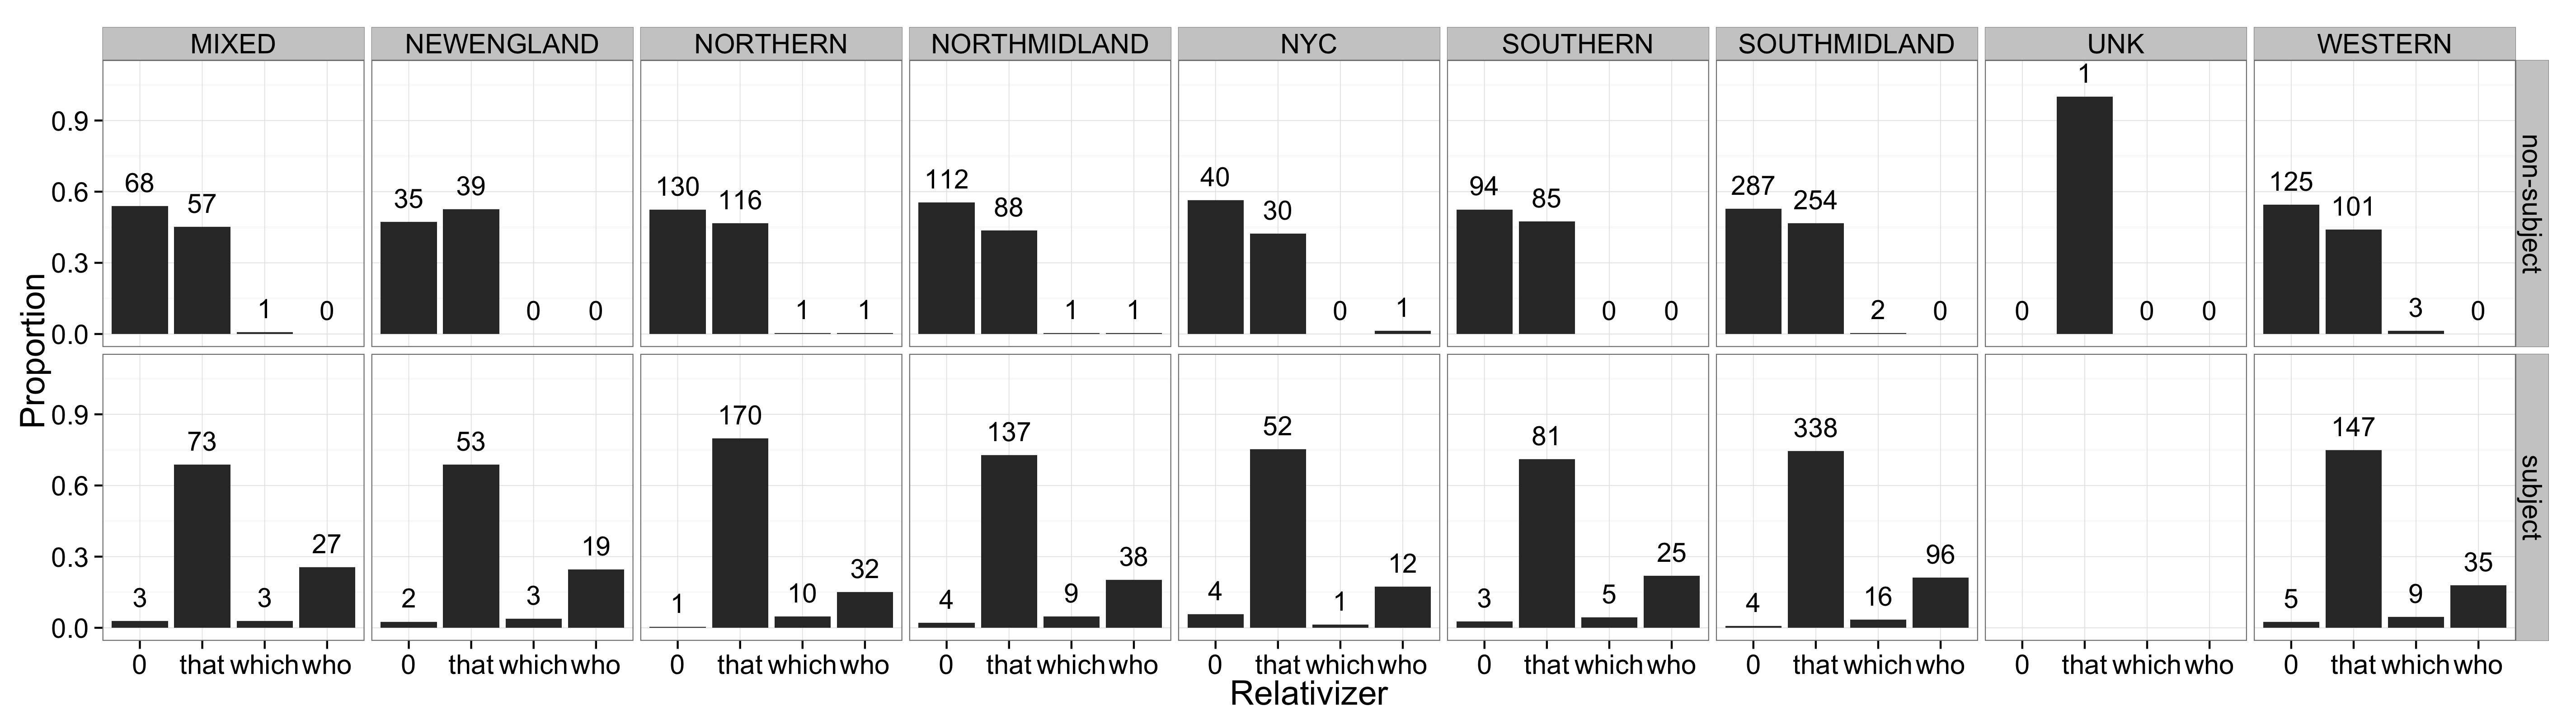 MIXED NEWENGLAND NORTHERN NORTHMIDLAND NYC SOUTHERN SOUTHMIDLAND UNK WESTERN
Proportion
0.9
0.6
0.3
0.0
68 57 1 0
35 39 0 0
130 116 1 1
112 88 1 1
40 30 0 1
94 85 0 0
287 254 2 0
0 1 0 0
125 101 3 0
non-subject
0.9
0.6
0.3
0.0
3 73 3 27
2 53 3 19
1 170 10 32
4 137 9 38
4 52 1 12
3 81 5 25
4 338 16 96
5 147 9 35
subject
0 that which who 0 that which who 0 that which who 0 that which who 0 that which who 0 that which who 0 that which who 0 that which who 0 that which who
Relativizer